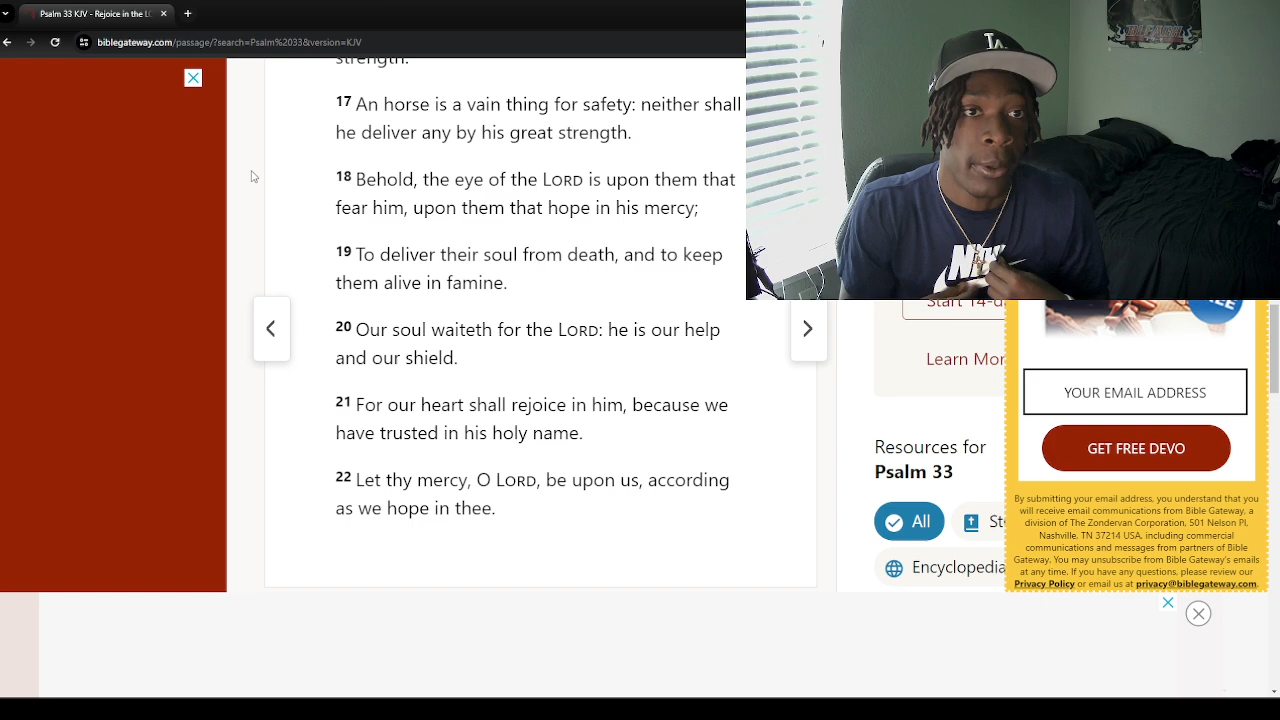 Psalm 33 KJV - Rejoice in the LO
biblegateway.com/passage/?search=Psalm%2033&version=KJV
strength.
17 An horse is a vain thing for safety: neither shall
he deliver any by his great strength.
18 Behold, the eye of the LORD is upon them that
fear him, upon them that hope in his mercy;
19 To deliver their soul from death, and to keep
them alive in famine.
20 Our soul waiteth for the LORD: he is our help
and our shield.
21 For our heart shall rejoice in him, because we
have trusted in his holy name.
22 Let thy mercy, O LORD, be upon us, according
as we hope in thee.
LA
Start 14-d
Learn Mor
Resources for
Psalm 33
All
St
Encyclopedia
YOUR EMAIL ADDRESS
GET FREE DEVO
By submitting your email address, you understand that you
will receive email communications from Bible Gateway, a
division of The Zondervan Corporation, 501 Nelson Pl,
Nashville, TN 37214 USA, including commercial
communications and messages from partners of Bible
Gateway. You may unsubscribe from Bible Gateway's emails
at any time. If you have any questions, please review our
Privacy Policy or email us at privacy@biblegateway.com.